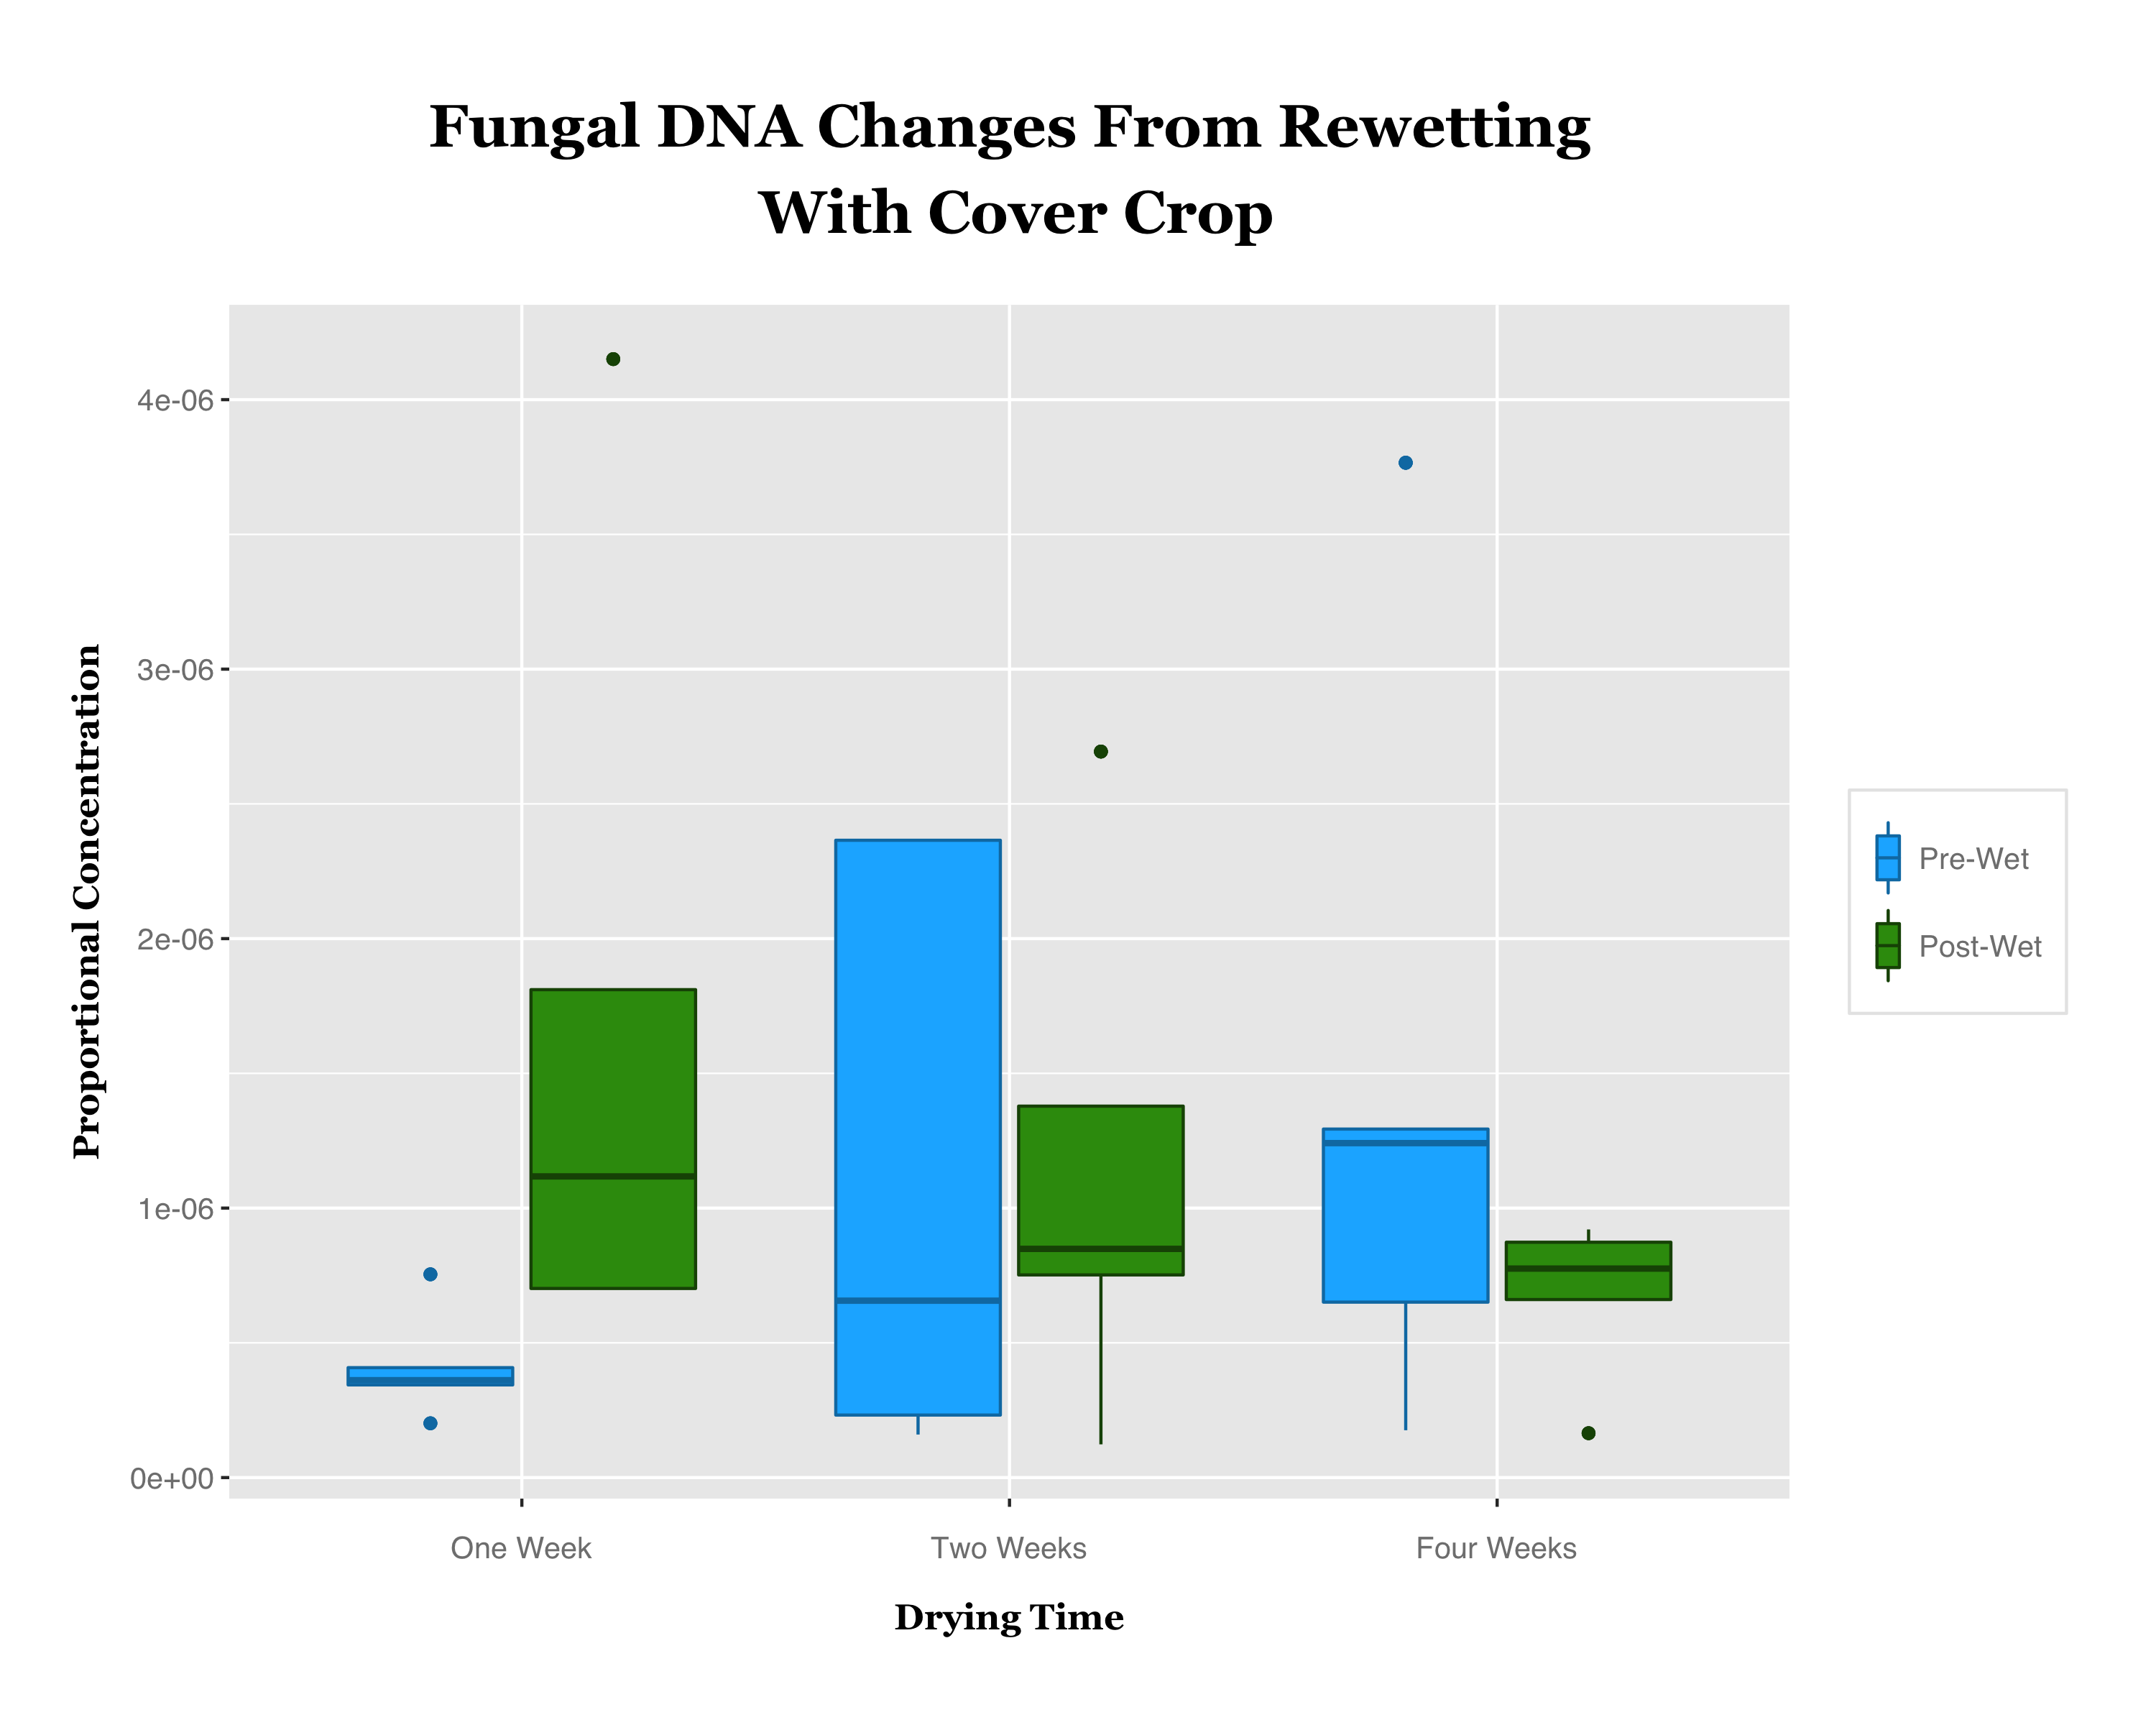 Fungal DNA Changes From Rewetting
With Cover Crop
Proportional Concentration
4e-06
3e-06
2e-06
1e-06
0e+00
One Week
Two Weeks
Four Weeks
Drying Time
Pre-Wet
Post-Wet